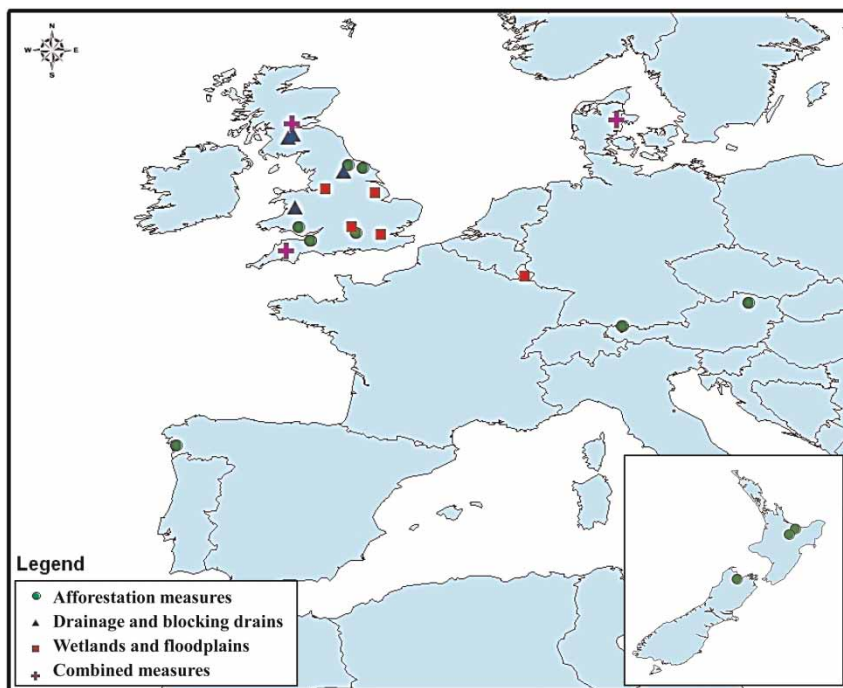 N
W E
S
Legend
Afforestation measures
Drainage and blocking drains
Wetlands and floodplains
Combined measures